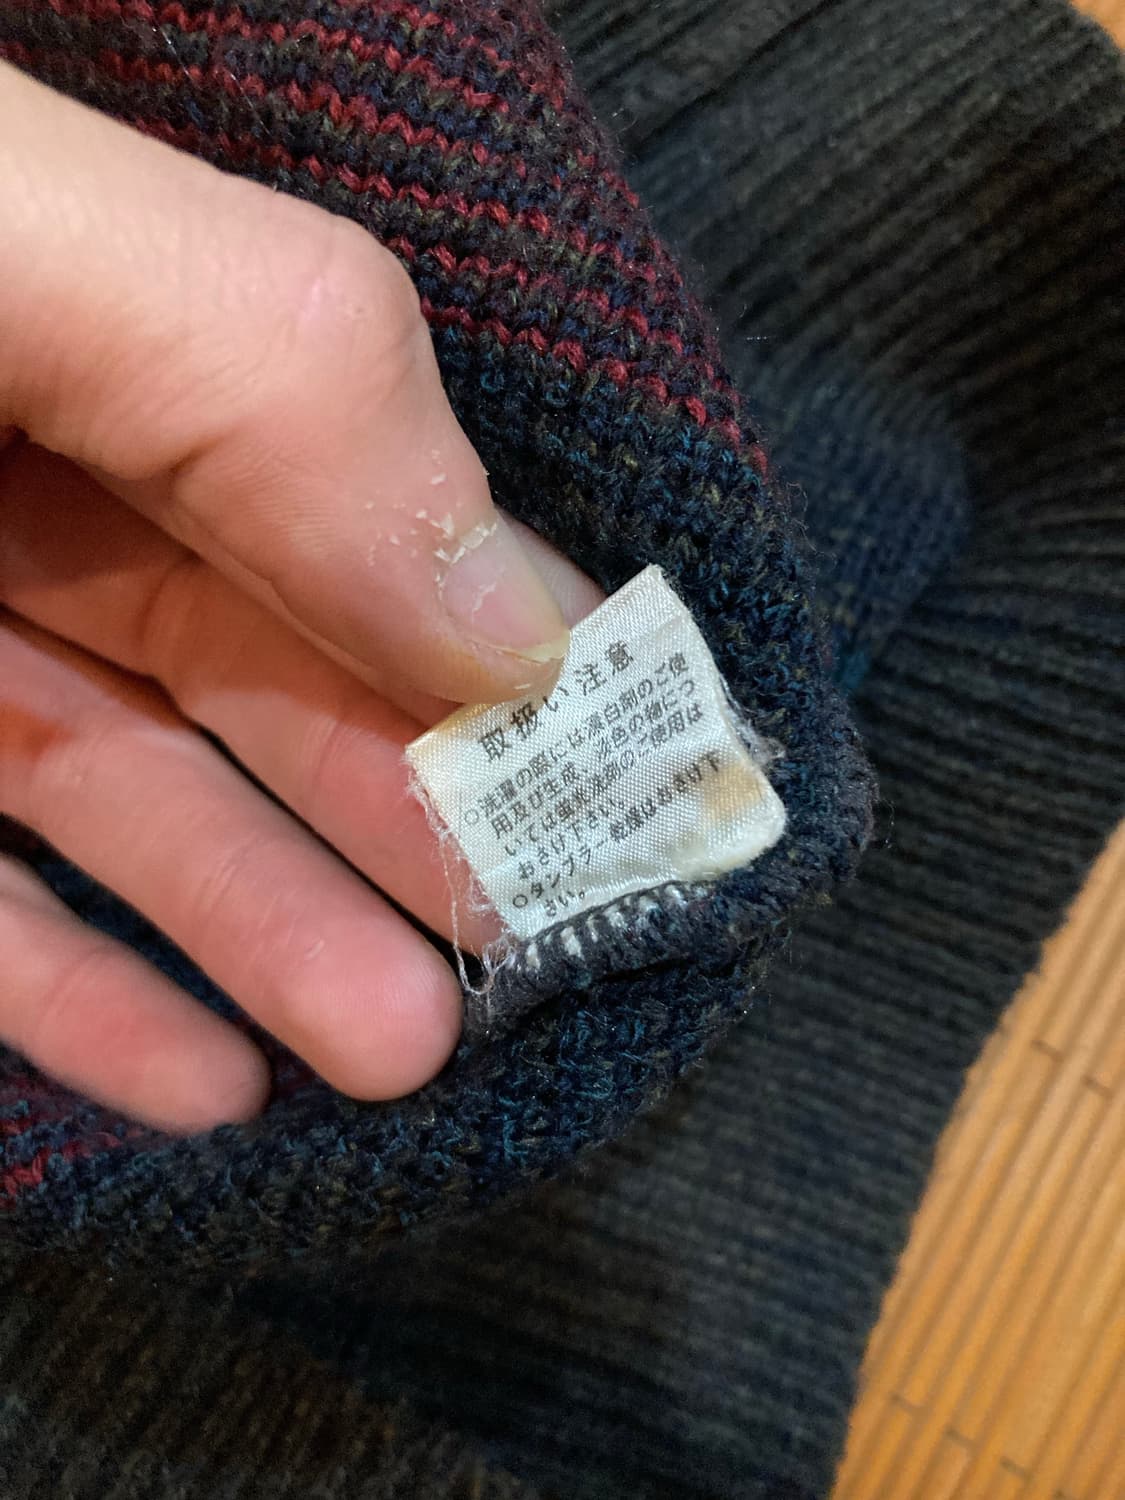 取扱い注意
○洗濯の際には漂白剤のご使
用及び生成、淡色の物につ
いては蛍光洗剤のご使用は
おさけ下さい。
○タンブラー乾燥はおさけ下
さい。